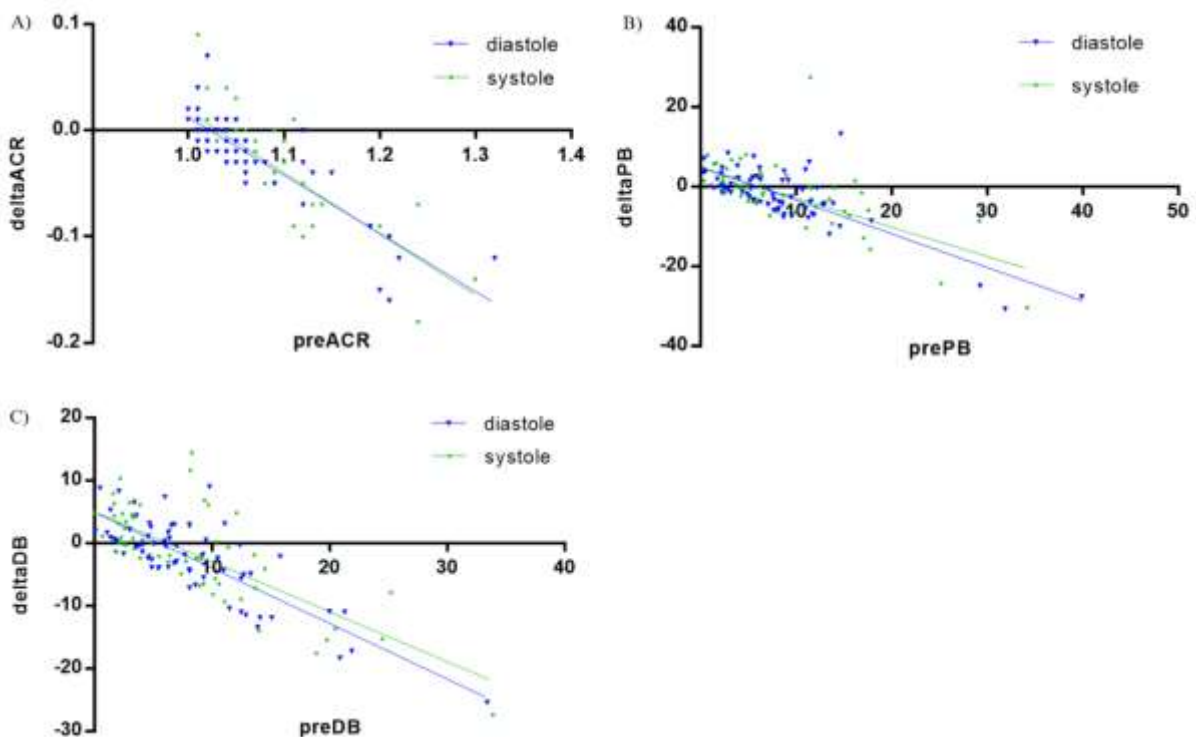 A)
0.1
0.0
-0.1
-0.2
deltaACR
1.0
1.1
1.2
1.3
1.4
preACR
diastole
systole
B)
40
20
0
-20
-40
deltaPB
10
20
30
40
50
prePB
diastole
systole
C)
20
10
0
-10
-20
-30
deltaDB
10
20
30
40
preDB
diastole
systole